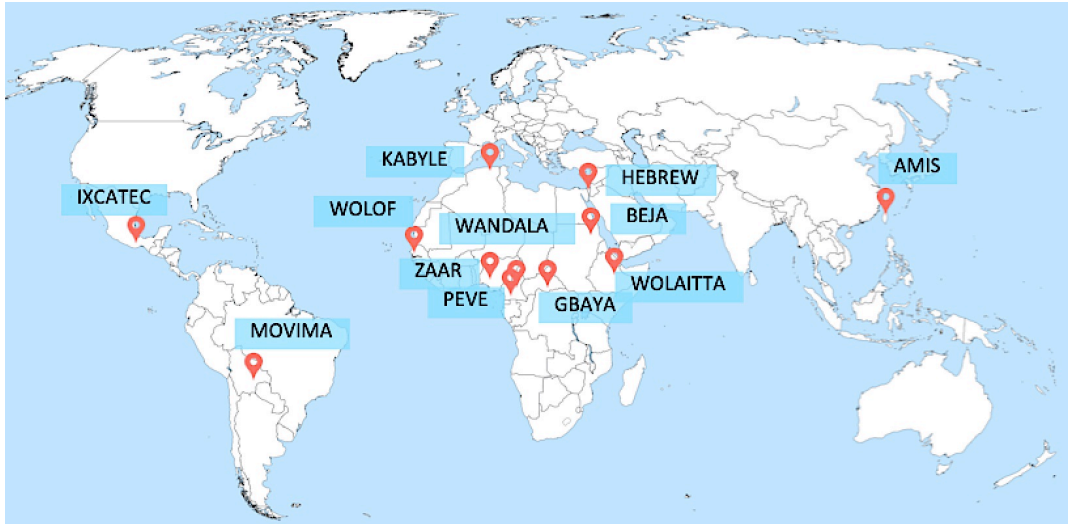 KABYLE
AMIS
HEBREW
IXCATEC
WOLOF
BEJA
WANDALA
ZAAR
WOLAITTA
PEVE
GBAYA
MOVIMA